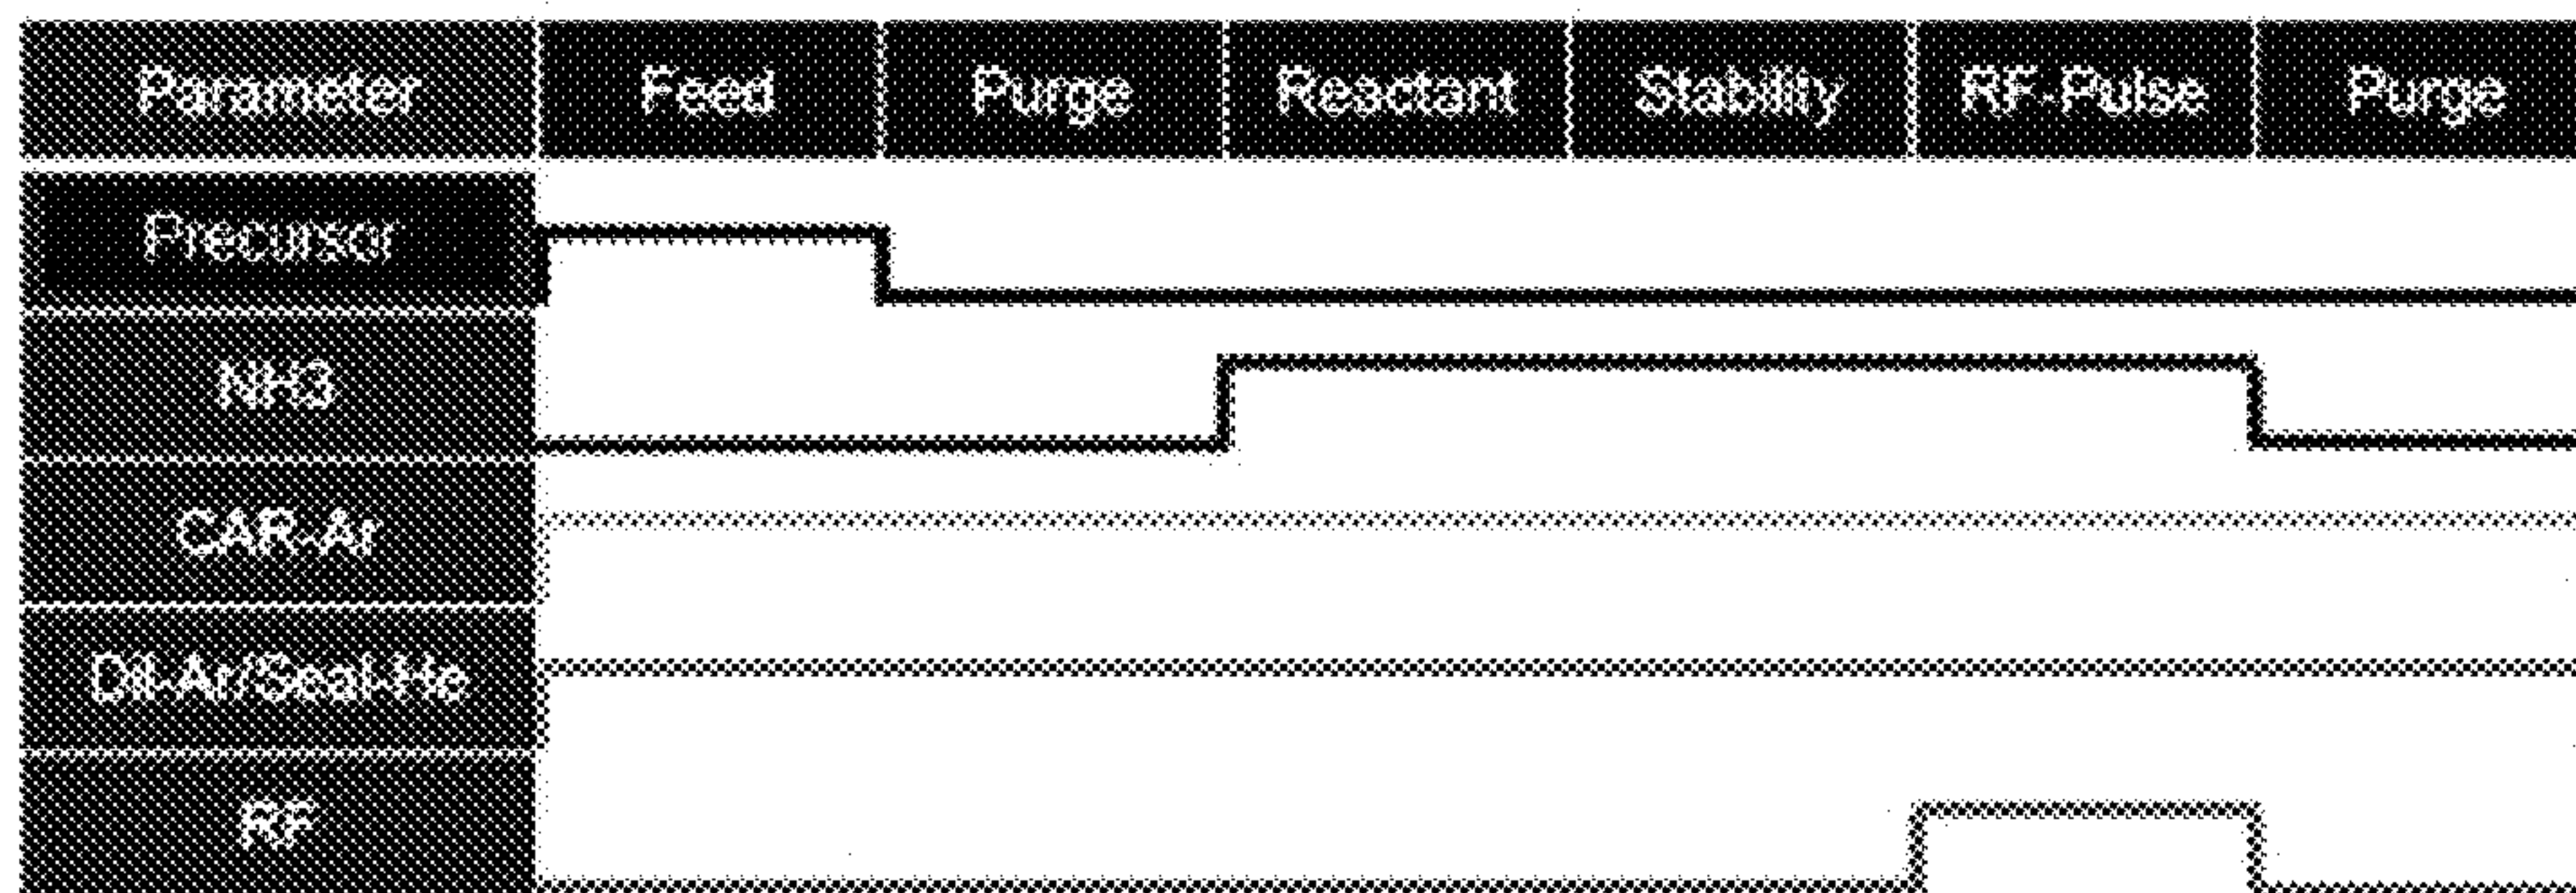 Parameter Feed Purge Reactant Stability RF-Pulse Purge
Precursor
NH3
CAR-Ar
Dil-Ar/Seal-He
RF